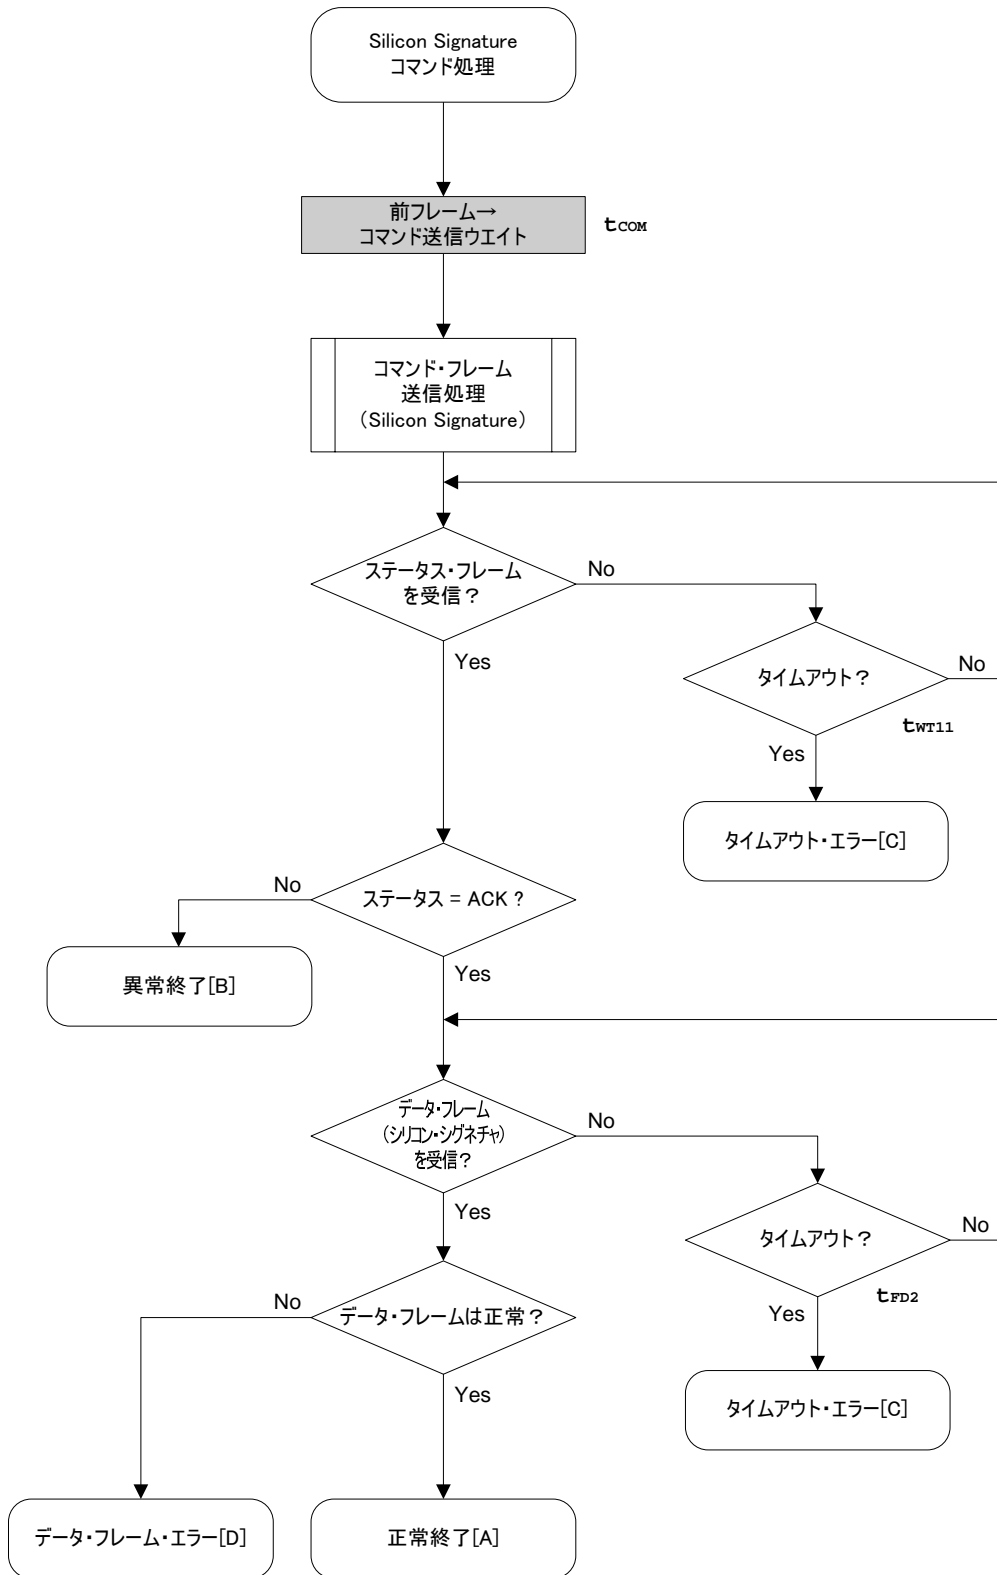 Silicon Signature
コマンド処理
前フレーム→
コマンド送信ウエイト
tCOM
コマンド・フレーム
送信処理
（Silicon Signature）
ステータス・フレーム
を受信？
No
Yes
タイムアウト？
No
tWT11
Yes
タイムアウト・エラー[C]
ステータス = ACK ?
No
Yes
異常終了[B]
データ・フレーム
（シリコン・シグネチャ）
を受信？
No
Yes
タイムアウト？
No
tFD2
Yes
タイムアウト・エラー[C]
データ・フレームは正常？
No
Yes
データ・フレーム・エラー[D]
正常終了[A]